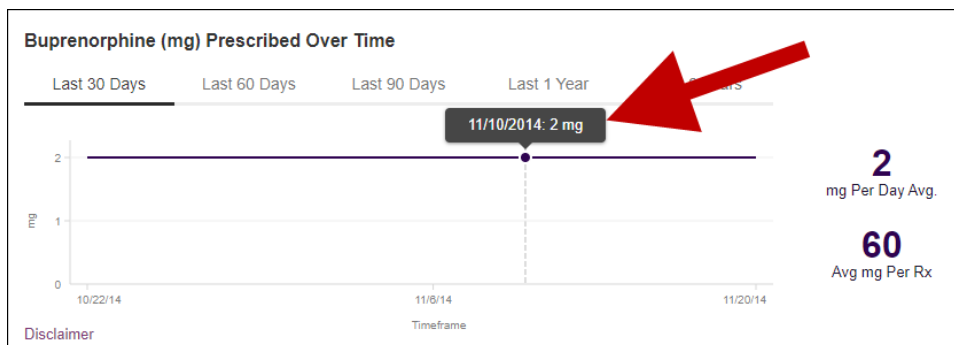 Buprenorphine (mg) Prescribed Over Time
Last 30 Days Last 60 Days Last 90 Days Last 1 Year
11/10/2014: 2 mg
2
1
0
mg
10/22/14 11/6/14 11/20/14
Timeframe
2
mg Per Day Avg.
60
Avg mg Per Rx
Disclaimer